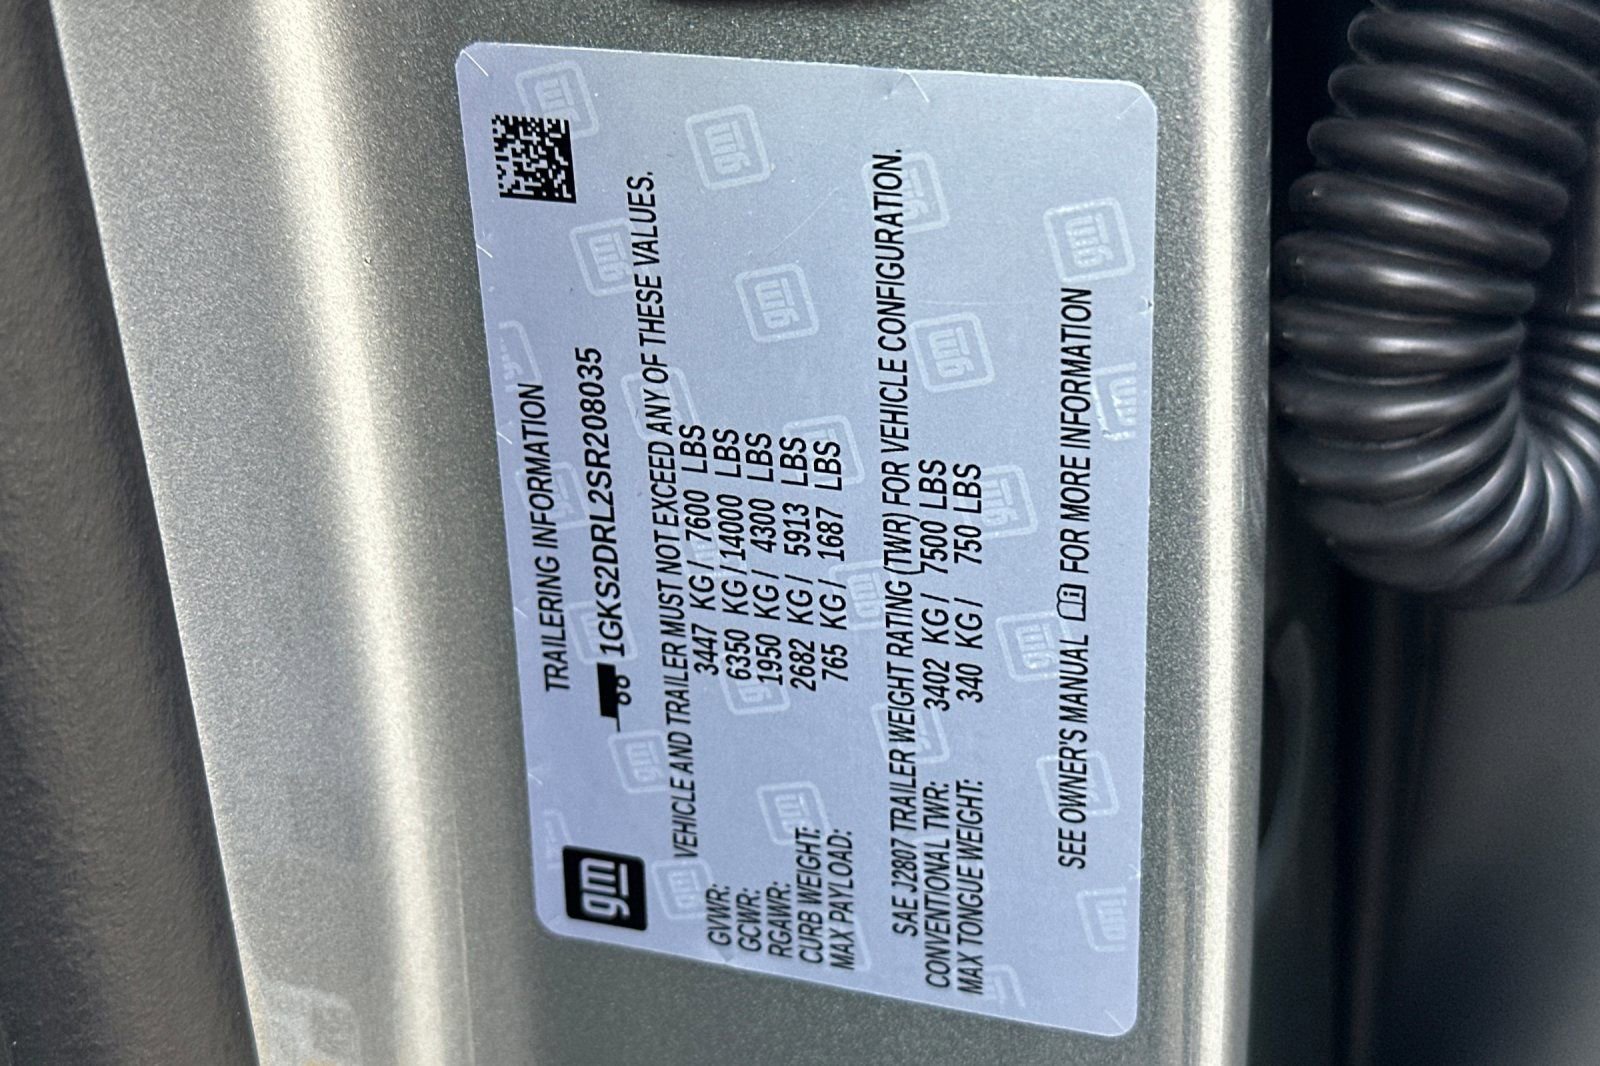 gm
TRAILERING INFORMATION
1GKS2DRL2SR208035
VEHICLE AND TRAILER MUST NOT EXCEED ANY OF THESE VALUES.
GVWR: 3447 KG/ 7600 LBS
GCWR: 6350 KG/14000 LBS
RGAWR: 1950 KG/ 4300 LBS
CURB WEIGHT: 2682 KG/ 5913 LBS
MAX PAYLOAD: 765 KG/ 1687 LBS
SAE J2807 TRAILER WEIGHT RATING (TWR) FOR VEHICLE CONFIGURATION.
CONVENTIONAL TWR: 3402 KG/ 7500 LBS
MAX TONGUE WEIGHT: 340 KG/ 750 LBS
SEE OWNER'S MANUAL FOR MORE INFORMATION